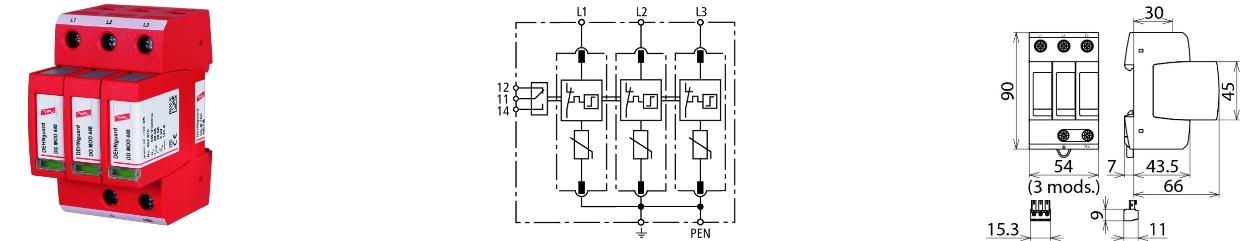 L1 L2 L3
DEHNguard
DG MOD 440
DEHNguard
DG MOD 440
DEHNguard
DG MOD 440
L1 L2 L3
12
11
14
PEN
30
90
45
54
(3 mods.)
7 43.5
66
15.3
9
11